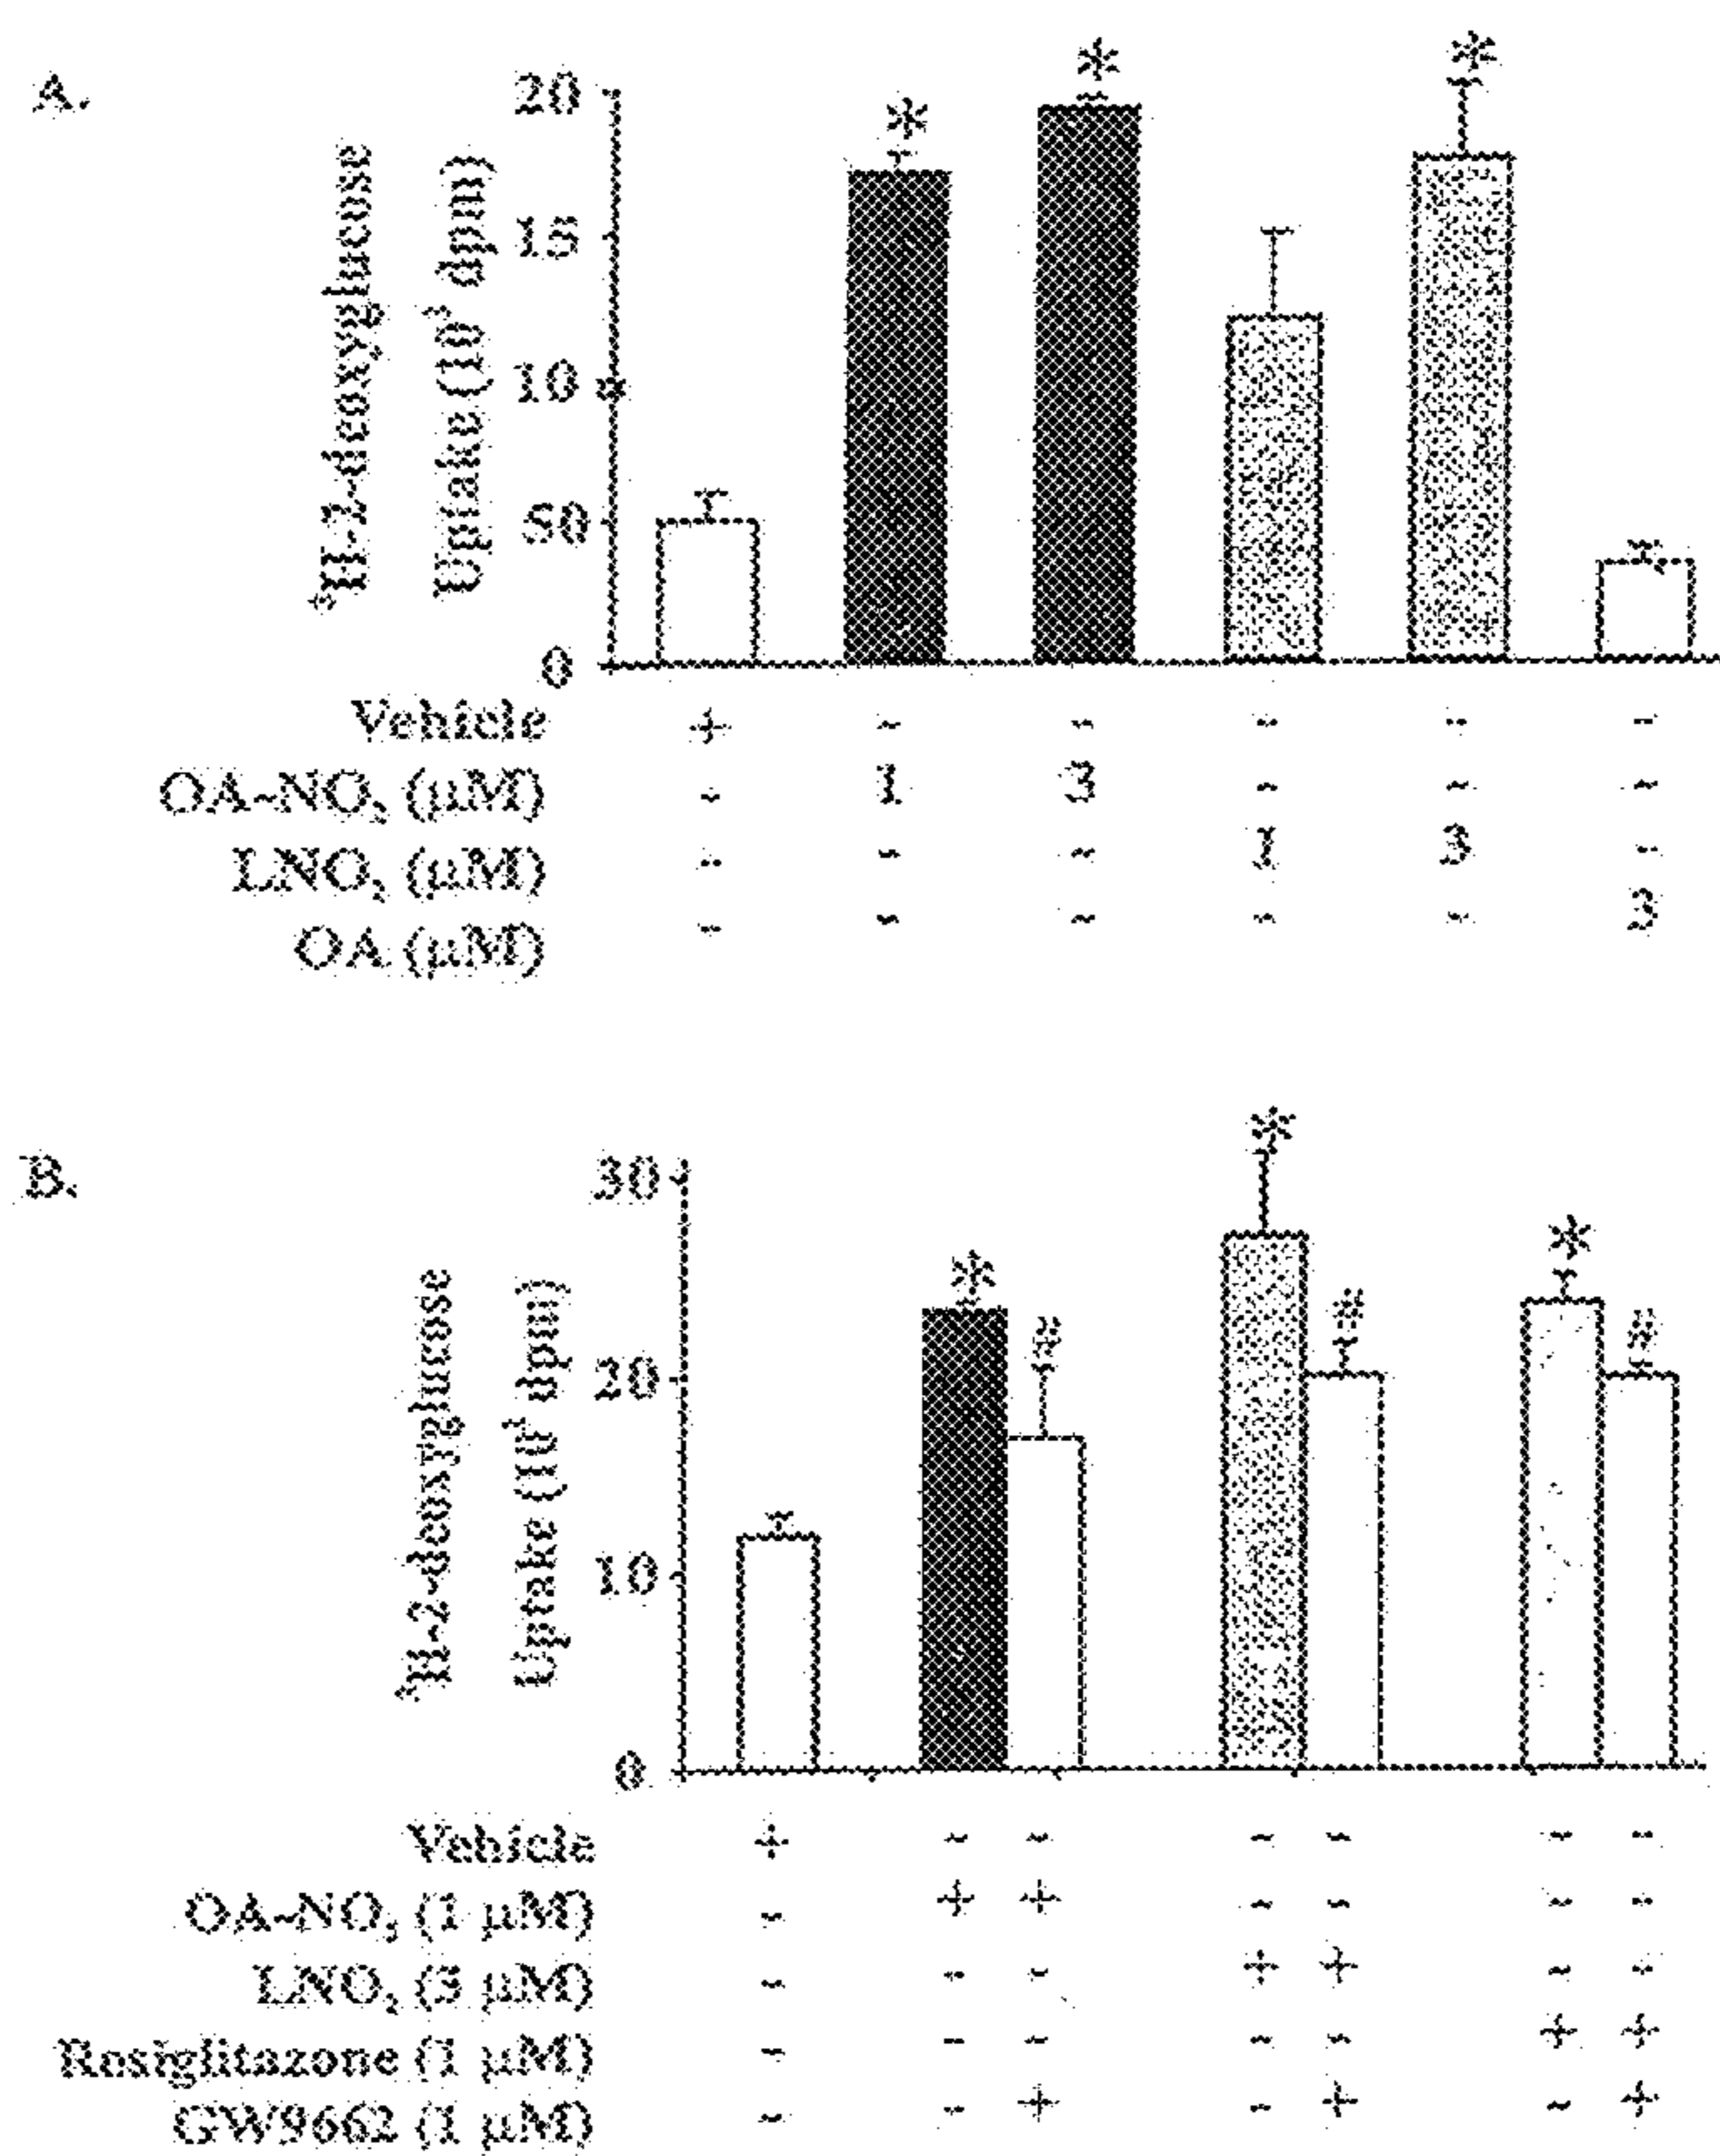 A.
³H-2-deoxyglucose
Uptake (10³ dpm)
20
15
10
50
0
Vehicle + - - - - -
OA-NO₂ (µM) - 1 3 - - -
LNO₂ (µM) - - - 1 3 -
OA (µM) - - - - - 3
* * *
B.
³H-2-deoxyglucose
Uptake (10³ dpm)
30
20
10
0
* # * # * #
Vehicle + - - - - - -
OA-NO₂ (1 µM) - + + - - - -
LNO₂ (3 µM) - - - + + - -
Rosiglitazone (1 µM) - - - - - + +
GW9662 (1 µM) - - + - + - +